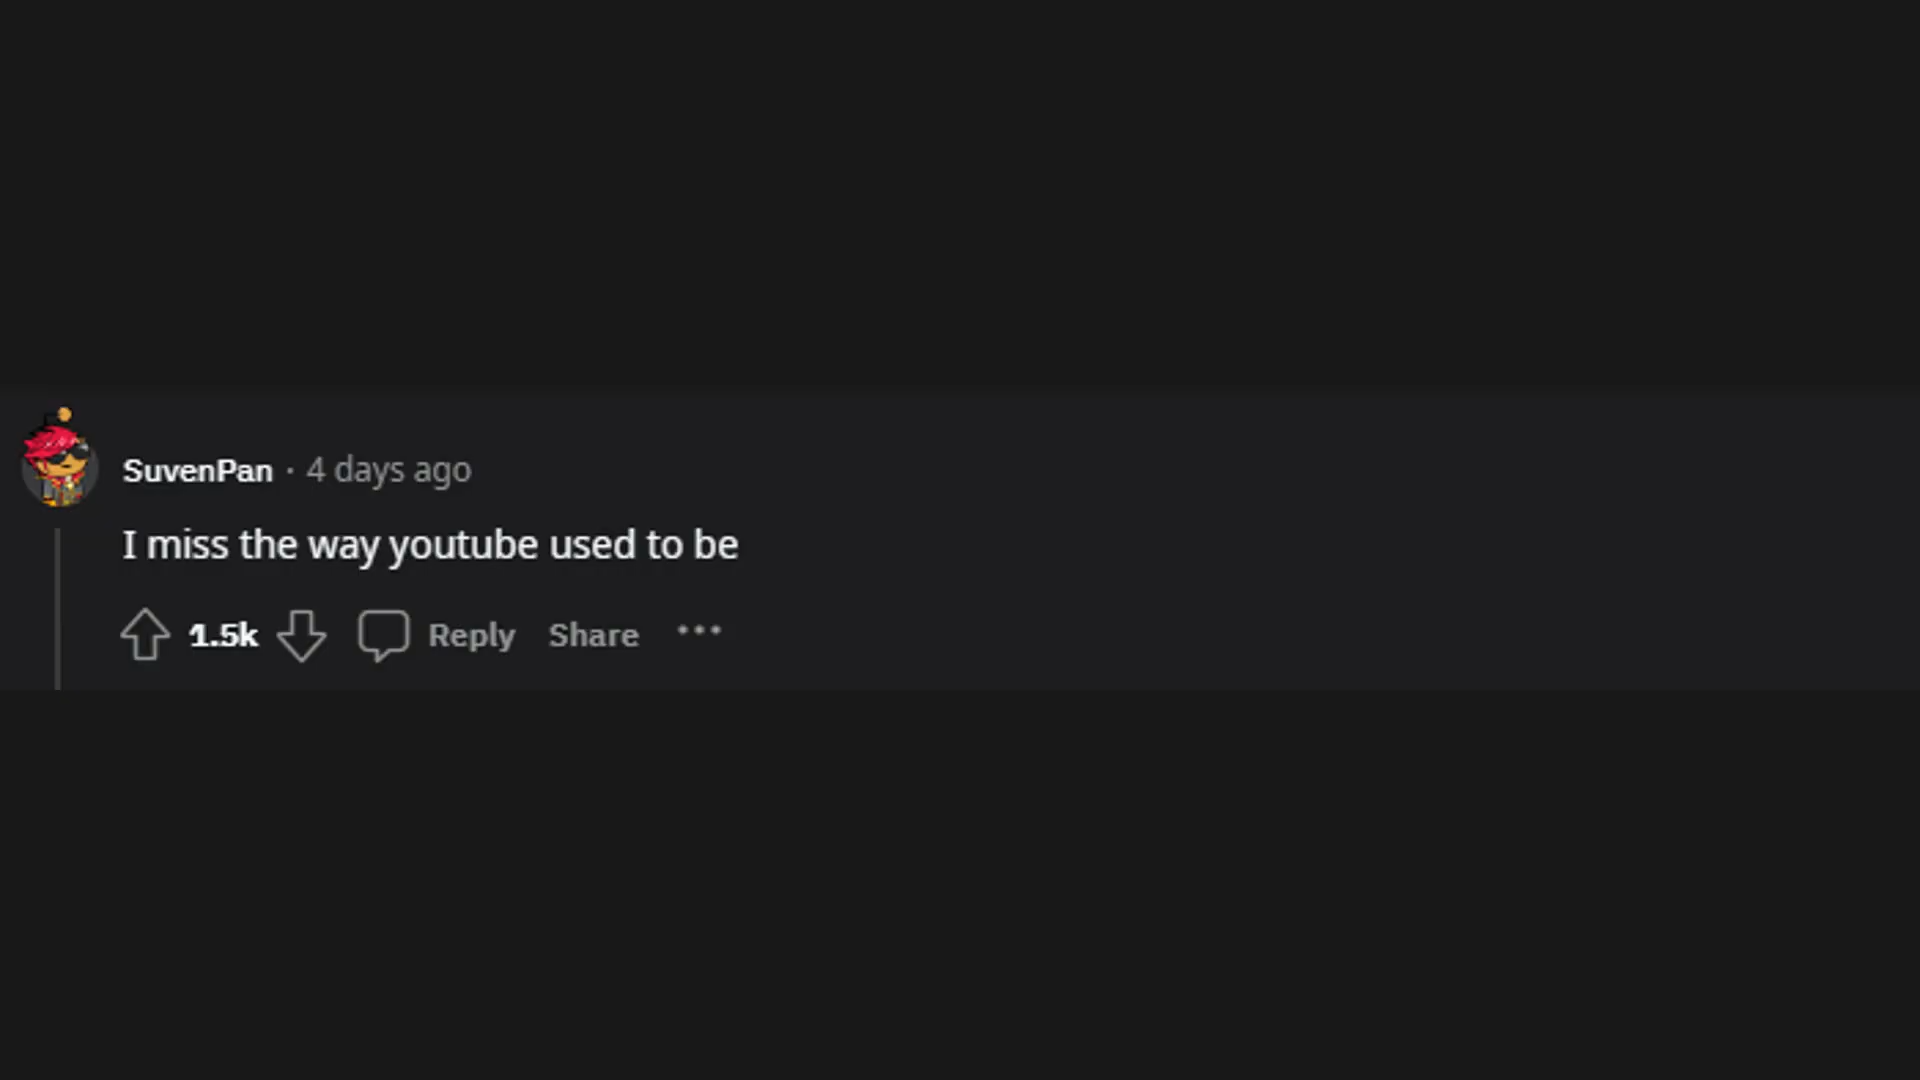 SuvenPan · 4 days ago
I miss the way youtube used to be
1.5k Reply Share ···